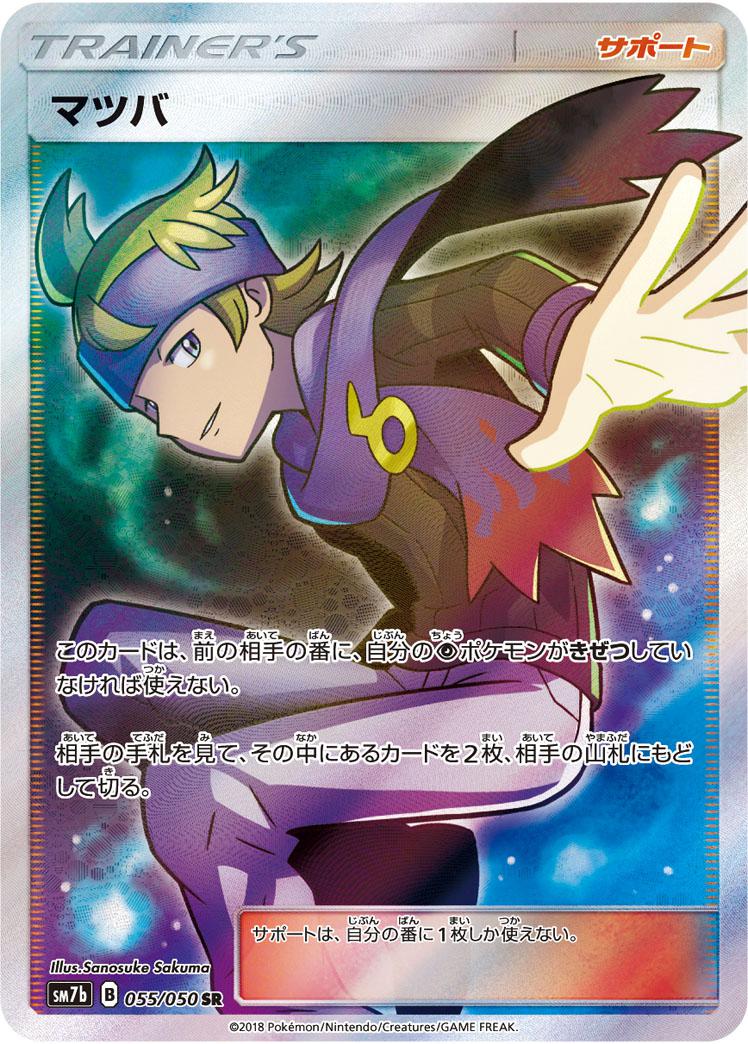 TRAINER'S サポート
マツバ
このカードは、前の相手の番に、自分の ポケモンがきぜつしてい
なければ使えない。
相手の手札を見て、その中にあるカードを2枚、相手の山札にもど
して切る。
サポートは、自分の番に1枚しか使えない。
Illus.Sanosuke Sakuma
sm7b B 055/050 SR
©2018 Pokémon/Nintendo/Creatures/GAME FREAK.